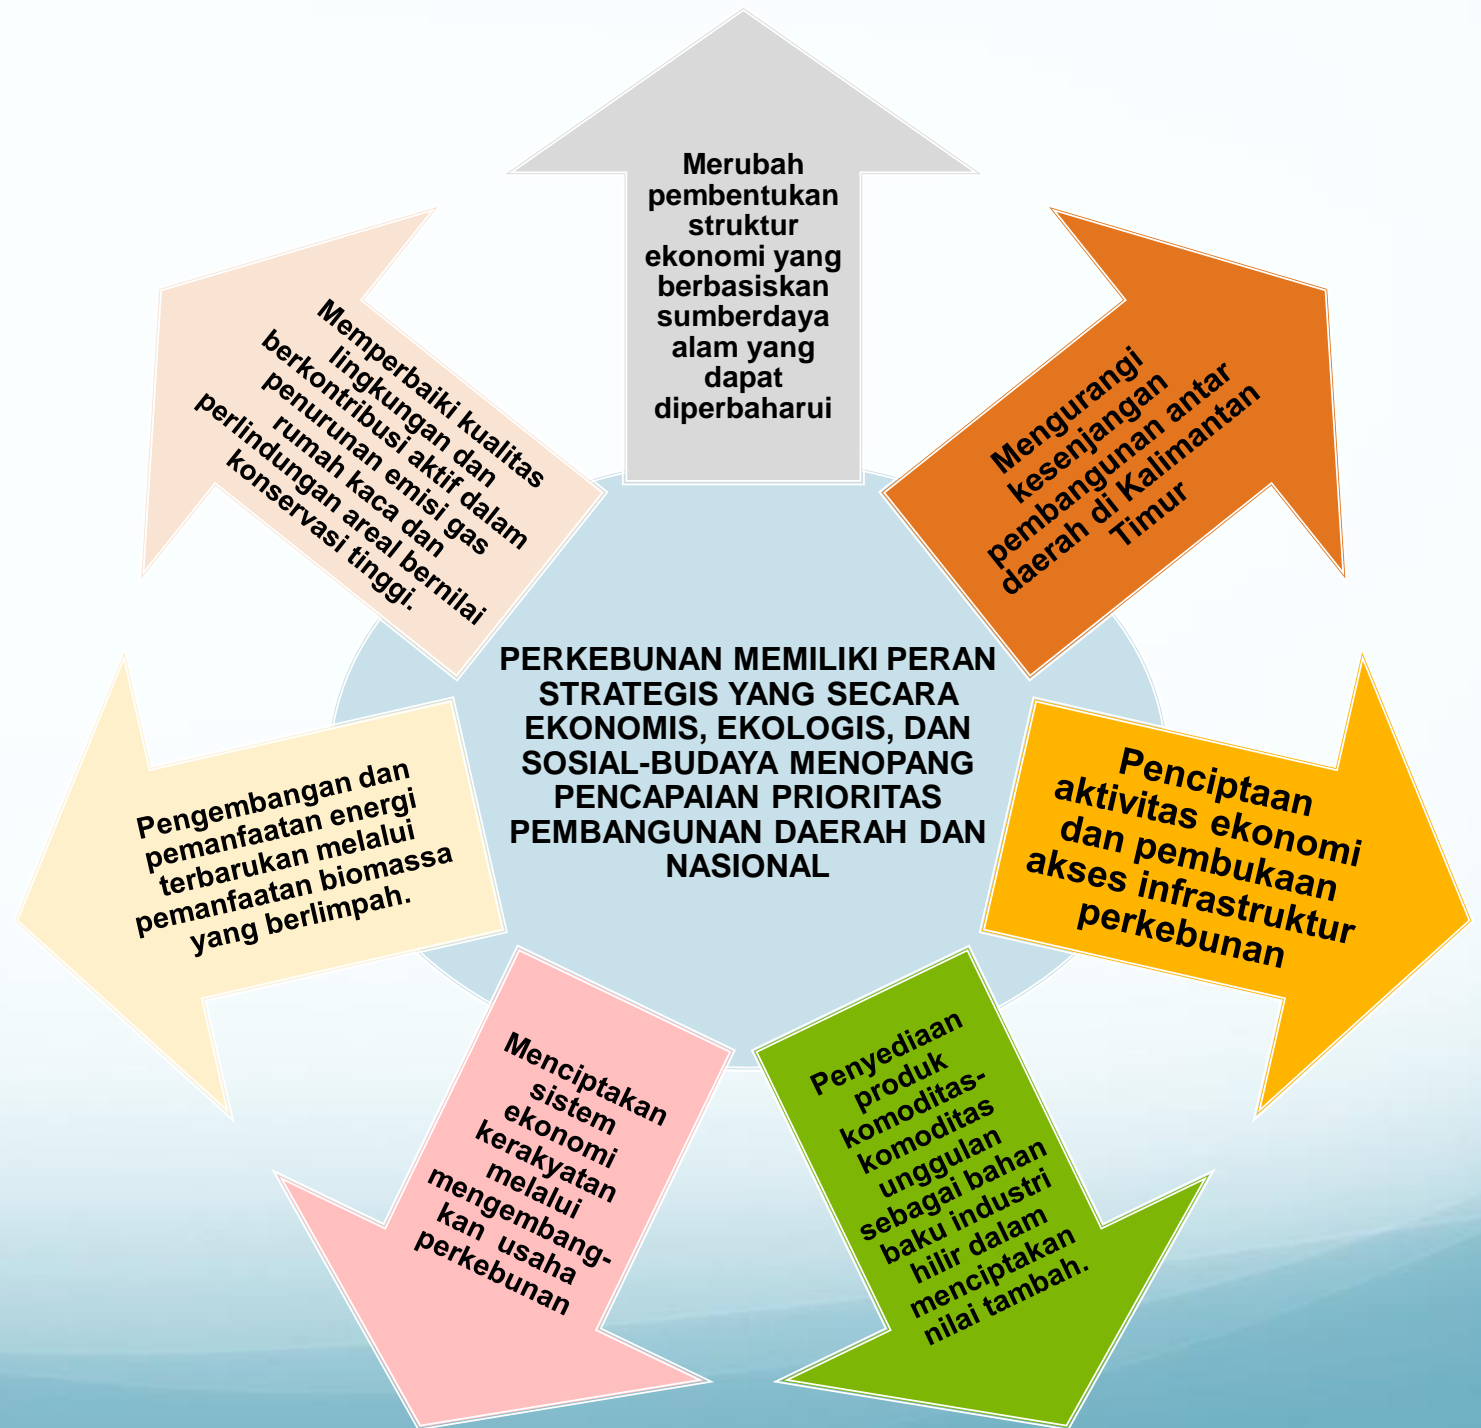 Merubah
pembentukan
struktur
ekonomi yang
berbasiskan
sumberdaya
alam yang
dapat
diperbaharui
Mengurangi
kesenjangan
pembangunan antar
daerah di Kalimantan
Timur
Penciptaan
aktivitas ekonomi
dan pembukaan
akses infrastruktur
perkebunan
Penyediaan
produk
komoditas-
komoditas
unggulan
sebagai bahan
baku industri
hilir dalam
menciptakan
nilai tambah.
Menciptakan
sistem
ekonomi
kerakyatan
melalui
mengembang-
kan usaha
perkebunan
Pengembangan dan
pemanfaatan energi
terbarukan melalui
pemanfaatan biomassa
yang berlimpah.
Memperbaiki kualitas
lingkungan dan
berkontribusi aktif dalam
penurunan emisi gas
rumah kaca dan
perlindungan areal bernilai
konservasi tinggi.
PERKEBUNAN MEMILIKI PERAN
STRATEGIS YANG SECARA
EKONOMIS, EKOLOGIS, DAN
SOSIAL-BUDAYA MENOPANG
PENCAPAIAN PRIORITAS
PEMBANGUNAN DAERAH DAN
NASIONAL